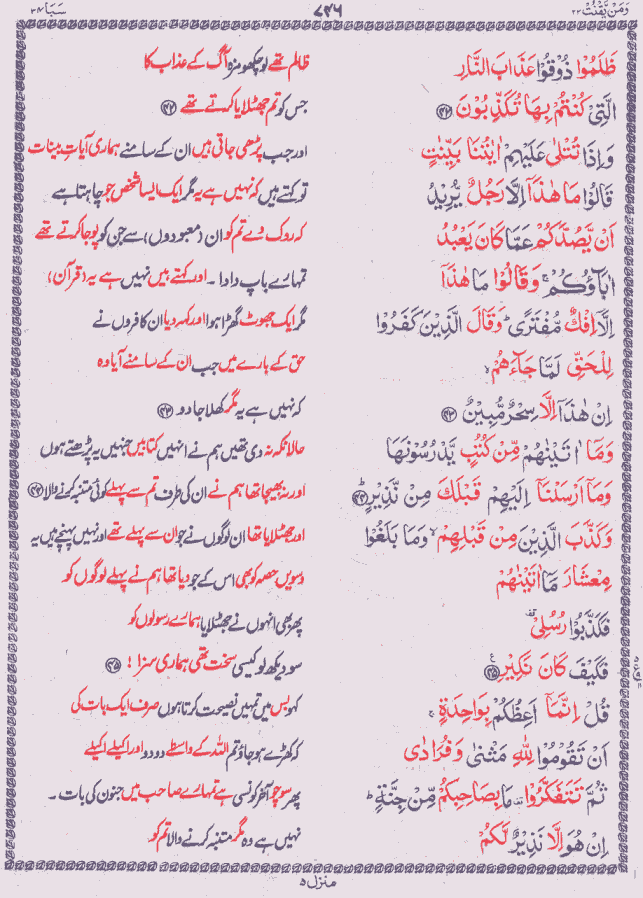 وَمَنْ يَّقْنُتْ ٢٢
٧٣٦
سَبَا ٣٤
ظَلَمُوْا ذُوْقُوْا عَذَابَ النَّارِ
ظالم تھے لو چکھو مزہ آگ کے عذاب کا
الَّتِیْ كُنْتُمْ بِهَا تُكَذِّبُوْنَ ﴿٤٢﴾
جس کو تم جھٹلایا کرتے تھے ﴿٤٢﴾
وَاِذَا تُتْلٰى عَلَيْهِمْ اٰيٰتُنَا بَيِّنٰتٍ
اور جب پڑھی جاتی ہیں ان کے سامنے ہماری آیات بینات
قَالُوْا مَا هٰذَآ اِلَّا رَجُلٌ يُّرِيْدُ
تو کہتے ہیں کہ نہیں ہے یہ مگر ایک ایسا شخص جو چاہتا ہے
اَنْ يَّصُدَّكُمْ عَمَّا كَانَ يَعْبُدُ
کہ روک دے تم کو ان (معبودوں) سے جن کو پوجا کرتے تھے
اٰبَآؤُكُمْ ۚ وَقَالُوْا مَا هٰذَآ
تمہارے باپ دادا ۔ اور کہتے ہیں نہیں ہے یہ (قرآن)
اِلَّآ اِفْكٌ مُّفْتَرًى ؕ وَقَالَ الَّذِيْنَ كَفَرُوْا
مگر ایک جھوٹ گھڑا ہوا اور کہہ دیا ان کافروں نے
لِلْحَقِّ لَمَّا جَآءَهُمْ ۙ
حق کے بارے میں جب ان کے سامنے آیا وہ
اِنْ هٰذَآ اِلَّا سِحْرٌ مُّبِيْنٌ ﴿٤٣﴾
کہ نہیں ہے یہ مگر کھلا جادو ﴿٤٣﴾
وَمَآ اٰتَيْنٰهُمْ مِّنْ كُتُبٍ يَّدْرُسُوْنَهَا
حالانکہ نہ دی تھیں ہم نے انہیں کتابیں جنہیں یہ پڑھتے ہوں
وَمَآ اَرْسَلْنَآ اِلَيْهِمْ قَبْلَكَ مِنْ نَّذِيْرٍ ؕ﴿٤٤﴾
اور نہ بھیجا تھا ہم نے ان کی طرف تم سے پہلے کوئی متنبہ کرنے والا ﴿٤٤﴾
وَكَذَّبَ الَّذِيْنَ مِنْ قَبْلِهِمْ ۙ وَمَا بَلَغُوْا
اور جھٹلایا تھا ان لوگوں نے جو ان سے پہلے تھے اور نہیں پہنچے ہیں یہ
مِعْشَارَ مَآ اٰتَيْنٰهُمْ
دسویں حصہ کو بھی اس کے جو دیا تھا ہم نے پہلے لوگوں کو
فَكَذَّبُوْا رُسُلِیْ
پھر بھی انہوں نے جھٹلایا ہمارے رسولوں کو
فَكَيْفَ كَانَ نَكِيْرِ ﴿٤٥﴾
سو دیکھ لو کیسی سخت تھی ہماری سزا! ﴿٤٥﴾
قُلْ اِنَّمَآ اَعِظُكُمْ بِوَاحِدَةٍ ۚ
کہو بس میں تمہیں نصیحت کرتا ہوں صرف ایک بات کی
اَنْ تَقُوْمُوْا لِلّٰهِ مَثْنٰى وَفُرَادٰى
کہ کھڑے ہو جاؤ تم اللہ کے واسطے دو دو اور اکیلے اکیلے
ثُمَّ تَتَفَكَّرُوْا مَا بِصَاحِبِكُمْ مِّنْ جِنَّةٍ ؕ
پھر سوچو آخر کونسی ہے تمہارے صاحب میں جنون کی بات ۔
اِنْ هُوَ اِلَّا نَذِيْرٌ لَّكُمْ
نہیں ہے وہ مگر متنبہ کرنے والا تم کو
منزل ٥